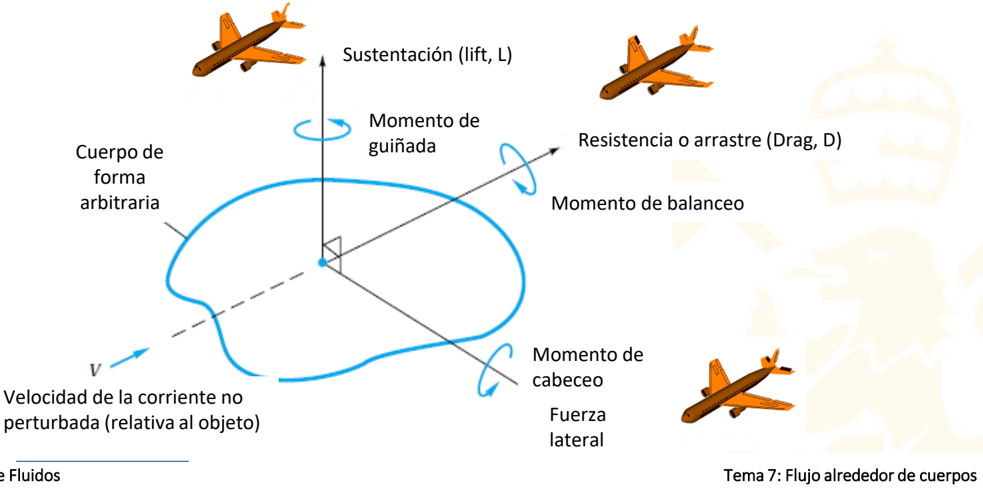 Sustentación (lift, L)
Momento de
guiñada
Resistencia o arrastre (Drag, D)
Cuerpo de
forma
arbitraria
Momento de balanceo
V
Velocidad de la corriente no
perturbada (relativa al objeto)
Momento de
cabeceo
Fuerza
lateral
e Fluidos
Tema 7: Flujo alrededor de cuerpos